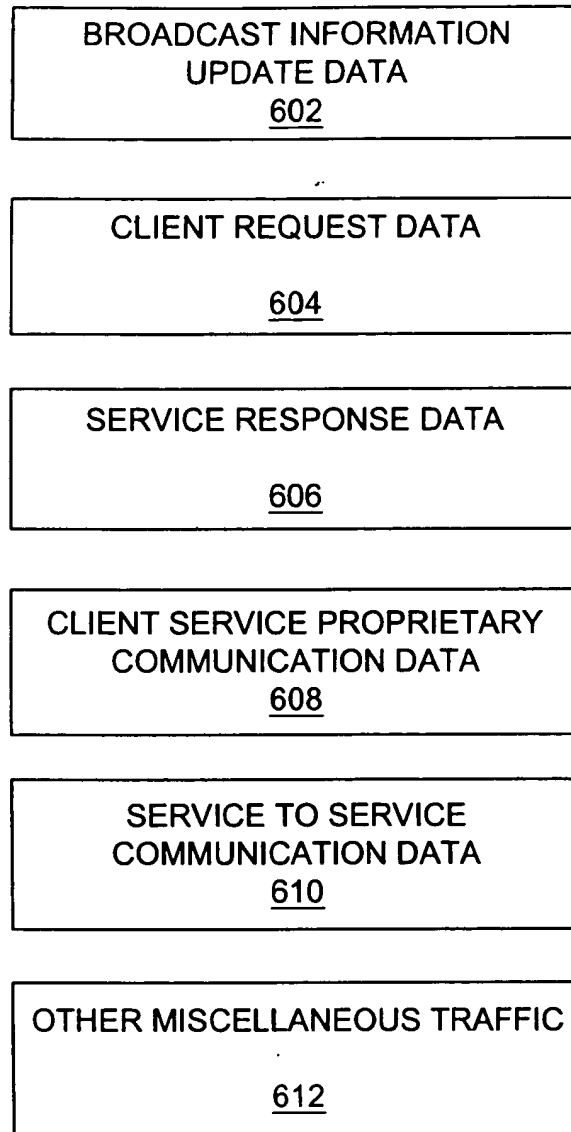 BROADCAST INFORMATION
UPDATE DATA
602
CLIENT REQUEST DATA
604
SERVICE RESPONSE DATA
606
CLIENT SERVICE PROPRIETARY
COMMUNICATION DATA
608
SERVICE TO SERVICE
COMMUNICATION DATA
610
OTHER MISCELLANEOUS TRAFFIC
612